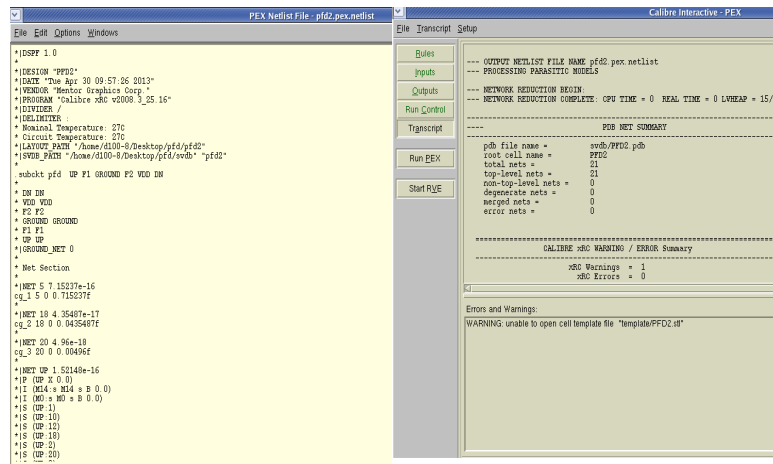 PEX Netlist File - pfd2.pex.netlist
File Edit Options Windows
*|DSPF 1.0
*
*|DESIGN "PFD2"
*|DATE "Tue Apr 30 09:57:26 2013"
*|VENDOR "Mentor Graphics Corp."
*|PROGRAM "Calibre xRC v2008.3_25.16"
*|DIVIDER /
*|DELIMITER :
* Nominal Temperature: 27C
* Circuit Temperature: 27C
*|LAYOUT_PATH "/home/d100-8/Desktop/pfd/pfd2"
*|SVDB_PATH "/home/d100-8/Desktop/pfd/svdb" "pfd2"
*
.subckt pfd UP F1 GROUND F2 VDD DN
*
* DN DN
* VDD VDD
* F2 F2
* GROUND GROUND
* F1 F1
* UP UP
*|GROUND_NET 0
*
* Net Section
*
*|NET 5 7.15237e-16
cg_1 5 0 0.715237f
*
*|NET 18 4.35487e-17
cg_2 18 0 0.0435487f
*
*|NET 20 4.96e-18
cg_3 20 0 0.00496f
*
*|NET UP 1.52148e-16
*|P (UP X 0.0)
*|I (M14:s M14 s B 0.0)
*|I (M0:s M0 s B 0.0)
*|S (UP:1)
*|S (UP:10)
*|S (UP:12)
*|S (UP:18)
*|S (UP:2)
*|S (UP:20)
Calibre Interactive - PEX
File Transcript Setup
Rules
Inputs
Outputs
Run Control
Transcript
Run PEX
Start RVE
--- OUTPUT NETLIST FILE NAME pfd2.pex.netlist
--- PROCESSING PARASITIC MODELS
--- NETWORK REDUCTION BEGIN:
--- NETWORK REDUCTION COMPLETE: CPU TIME = 0 REAL TIME = 0 LVHEAP = 15/
---- PDB NET SUMMARY
pdb file name = svdb/PFD2.pdb
root cell name = PFD2
total nets = 21
top-level nets = 21
non-top-level nets = 0
degenerate nets = 0
merged nets = 0
error nets = 0
CALIBRE xRC WARNING / ERROR Summary
xRC Warnings = 1
xRC Errors = 0
Errors and Warnings:
WARNING: unable to open cell template file "template/PFD2.stl"